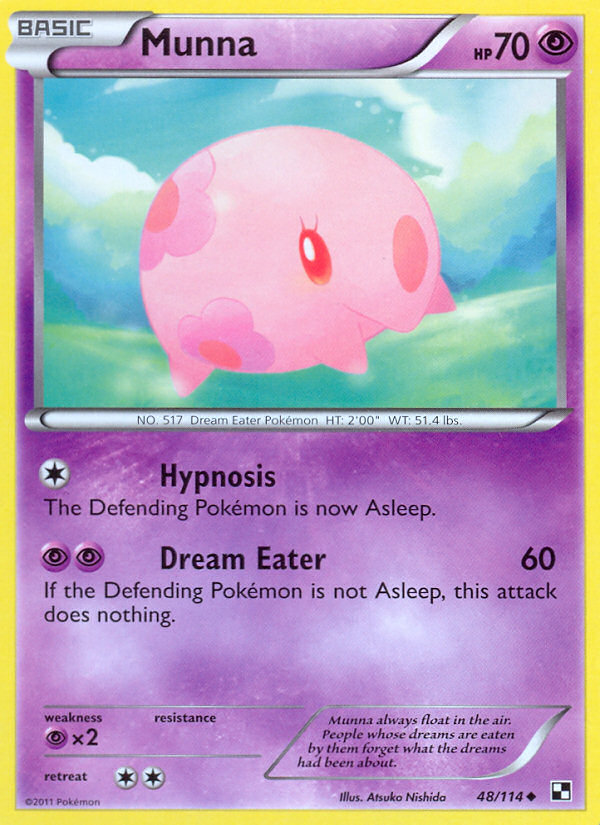 BASIC Munna HP70
NO. 517 Dream Eater Pokémon HT: 2'00" WT: 51.4 lbs.
Hypnosis
The Defending Pokémon is now Asleep.
Dream Eater 60
If the Defending Pokémon is not Asleep, this attack
does nothing.
weakness resistance
×2
retreat
Munna always float in the air.
People whose dreams are eaten
by them forget what the dreams
had been about.
Illus. Atsuko Nishida 48/114
©2011 Pokémon